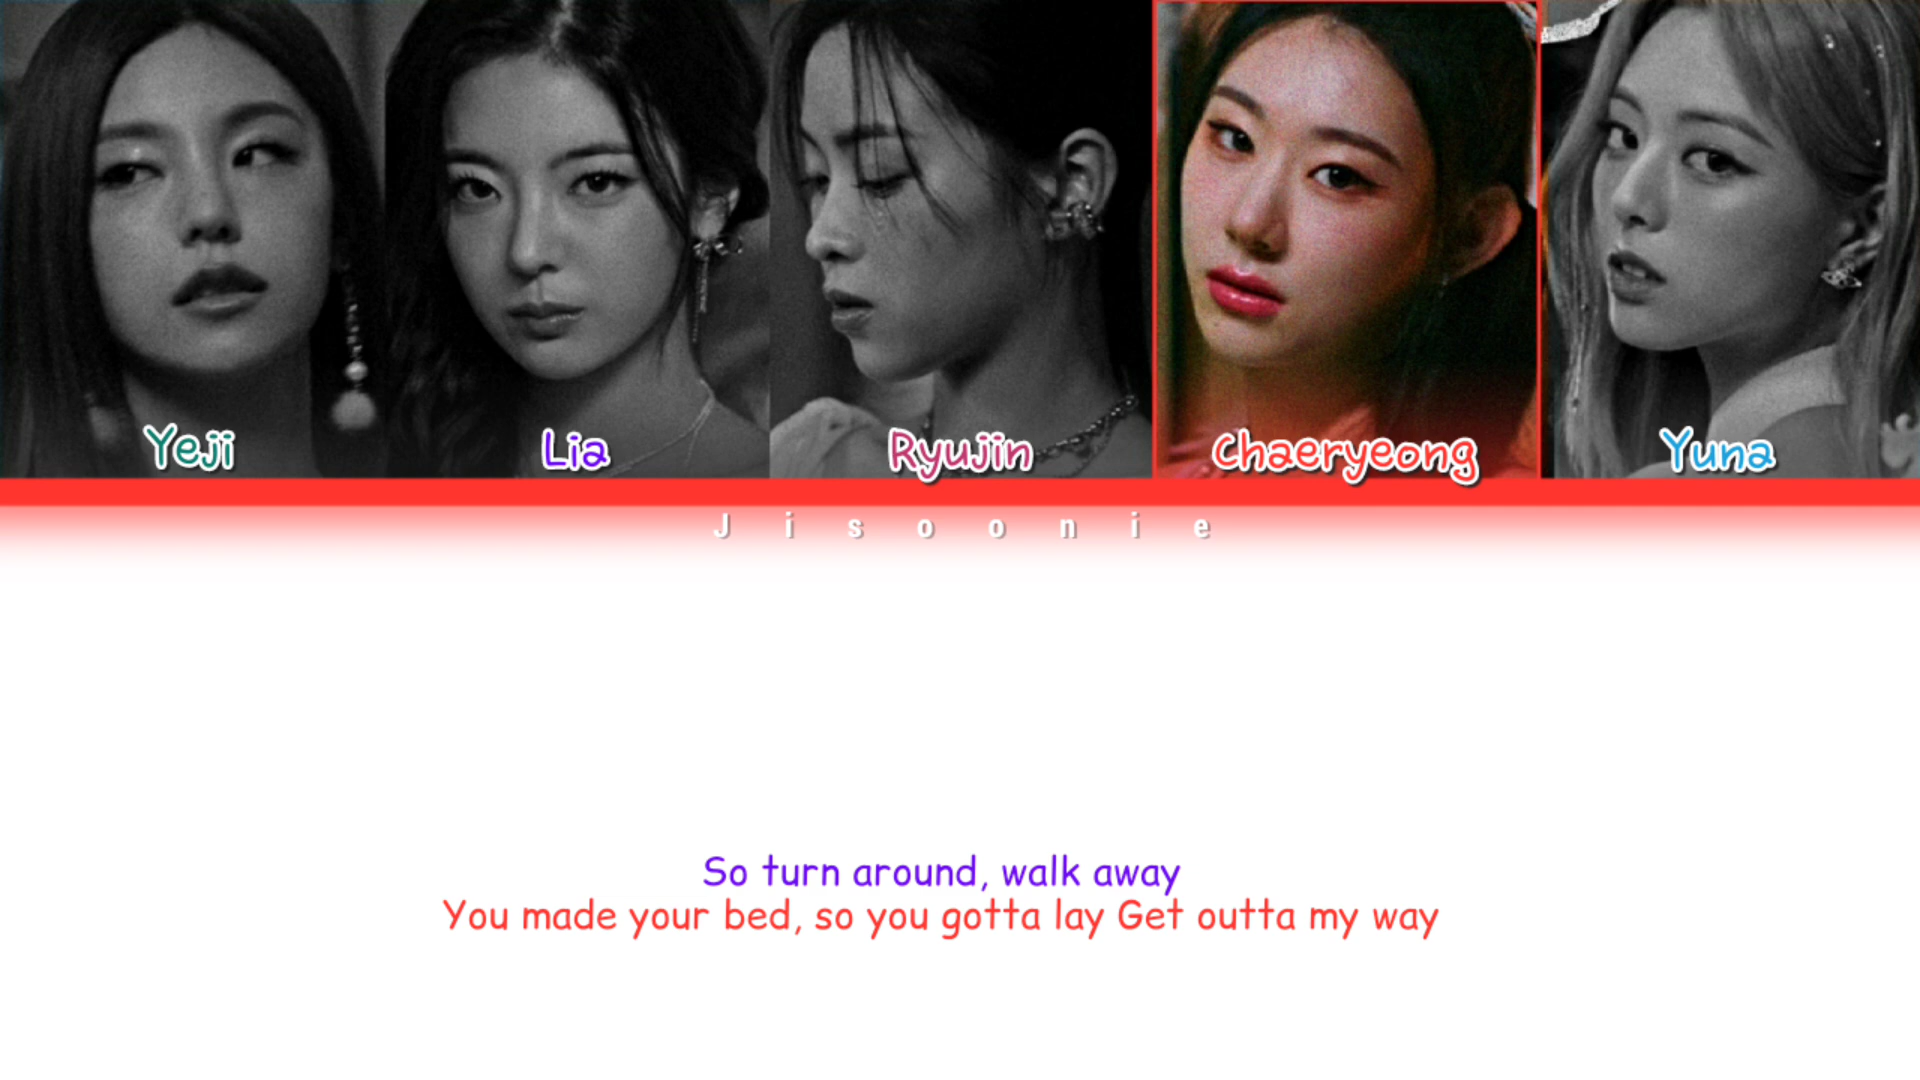 Yeji Lia Ryujin Chaeryeong Yuna
Jisoonie
So turn around, walk away
You made your bed, so you gotta lay Get outta my way